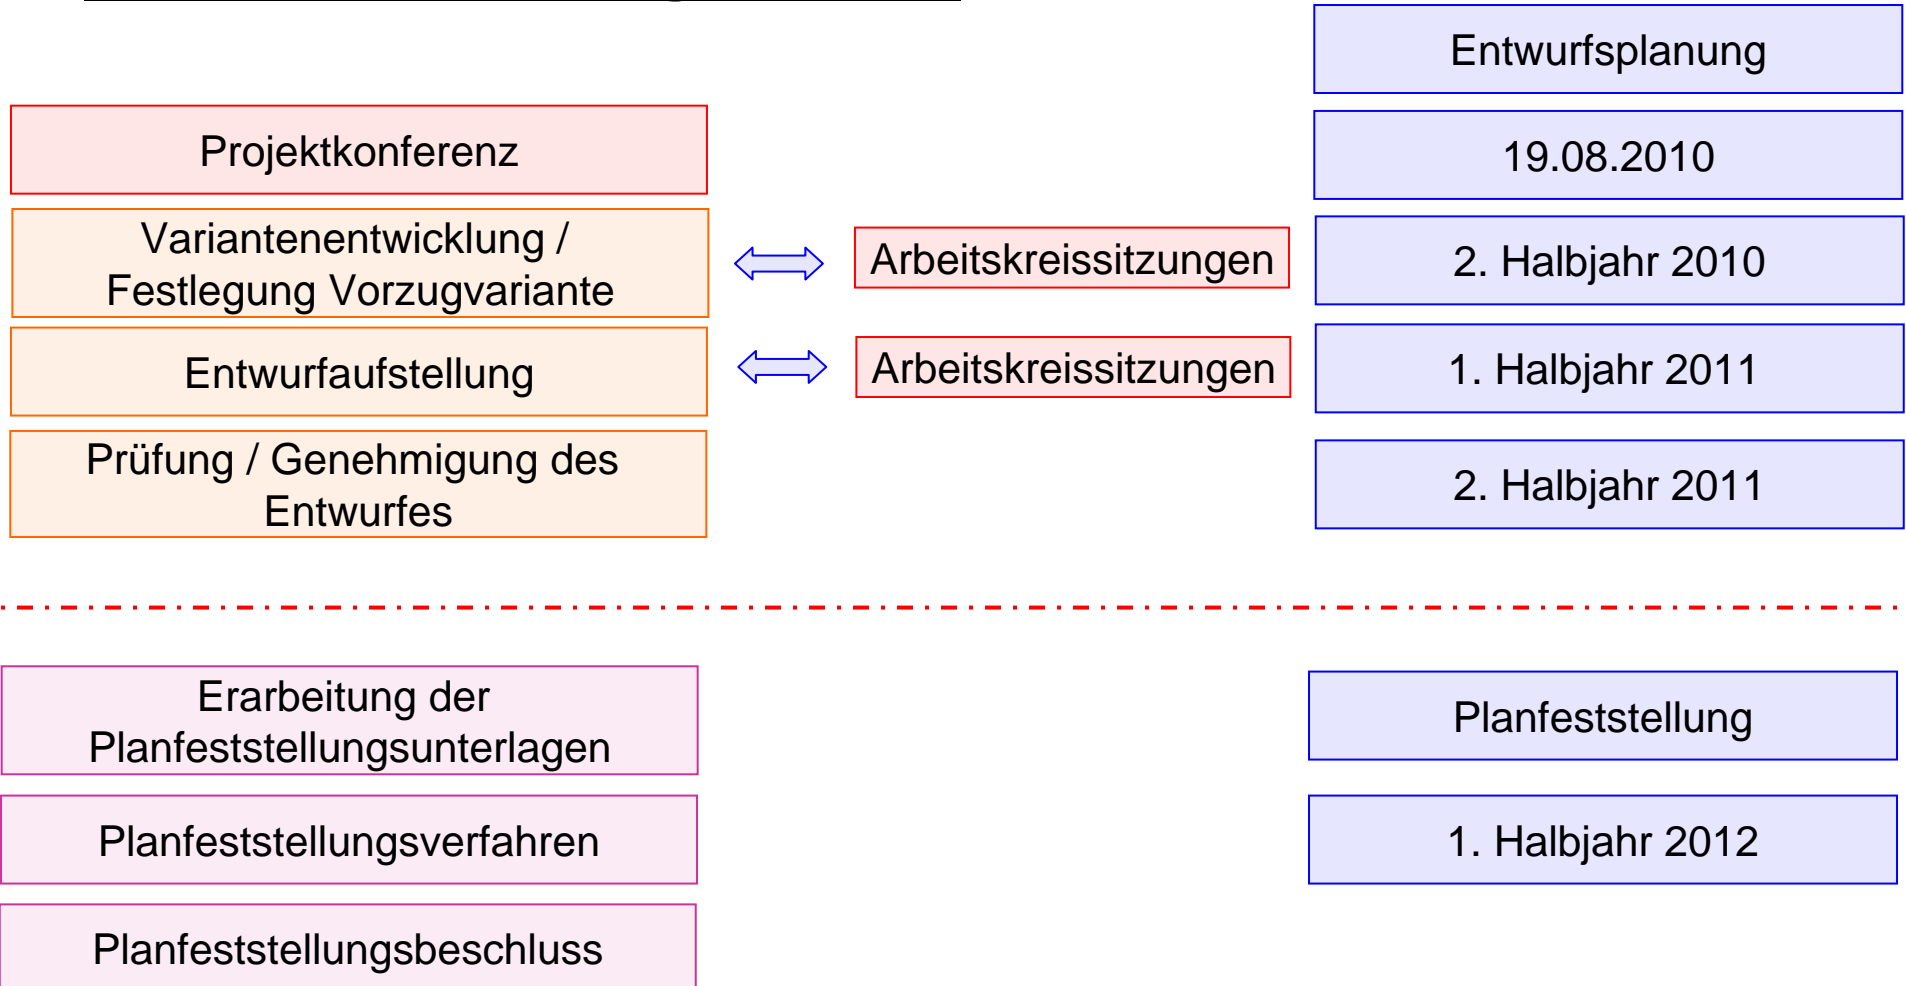 Entwurfsplanung
Projektkonferenz
19.08.2010
Variantenentwicklung /
Festlegung Vorzugvariante
Arbeitskreissitzungen
2. Halbjahr 2010
Entwurfaufstellung
Arbeitskreissitzungen
1. Halbjahr 2011
Prüfung / Genehmigung des
Entwurfes
2. Halbjahr 2011
Erarbeitung der
Planfeststellungsunterlagen
Planfeststellung
Planfeststellungsverfahren
1. Halbjahr 2012
Planfeststellungsbeschluss